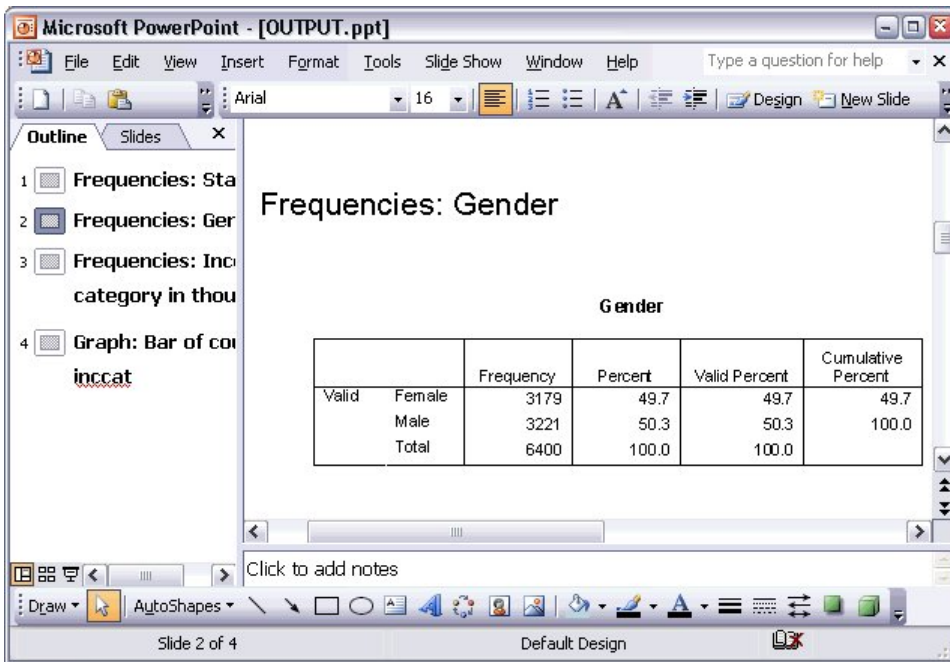 Microsoft PowerPoint - [OUTPUT.ppt]
File Edit View Insert Format Tools Slide Show Window Help Type a question for help
Arial 16 Design New Slide
Outline Slides
1 Frequencies: Sta
2 Frequencies: Ger
3 Frequencies: Inc
category in thou
4 Graph: Bar of cou
inccat
Frequencies: Gender
Gender
Frequency Percent Valid Percent Cumulative Percent
Valid Female 3179 49.7 49.7 49.7
Male 3221 50.3 50.3 100.0
Total 6400 100.0 100.0
Click to add notes
Draw AutoShapes
Slide 2 of 4 Default Design